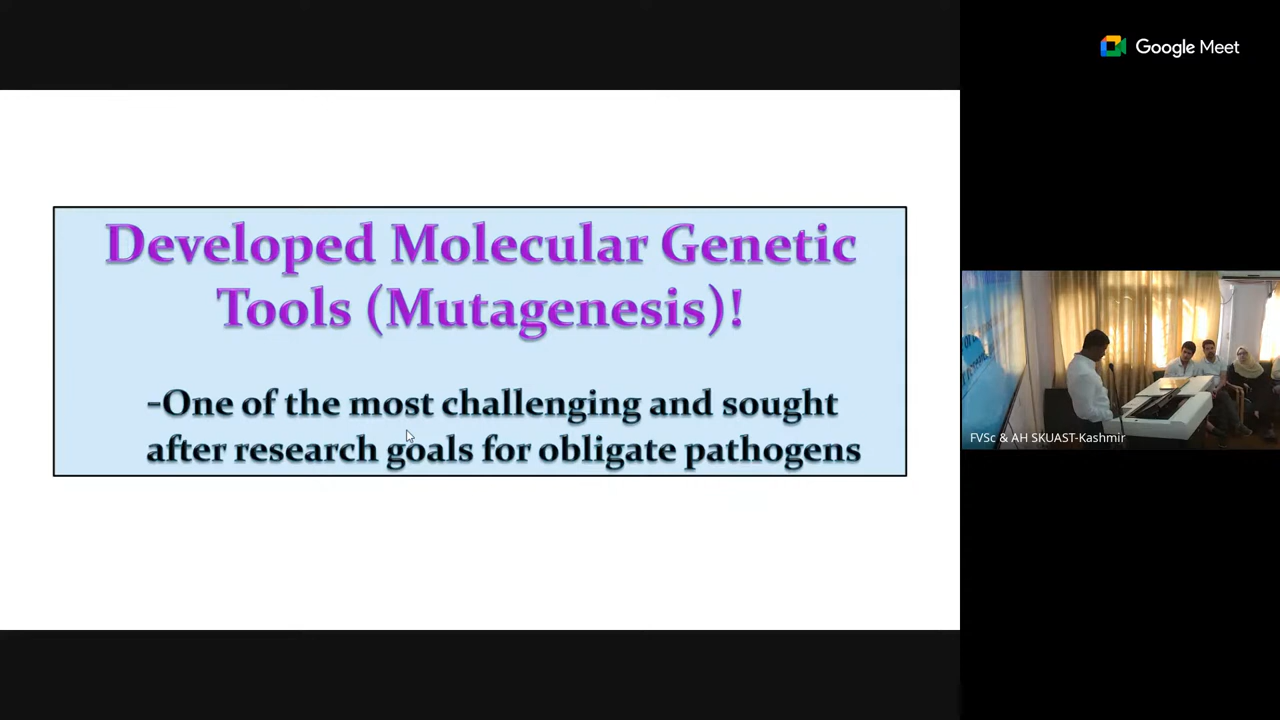 Developed Molecular Genetic
Tools (Mutagenesis)!
-One of the most challenging and sought
after research goals for obligate pathogens
Google Meet
FVSc & AH SKUAST-Kashmir